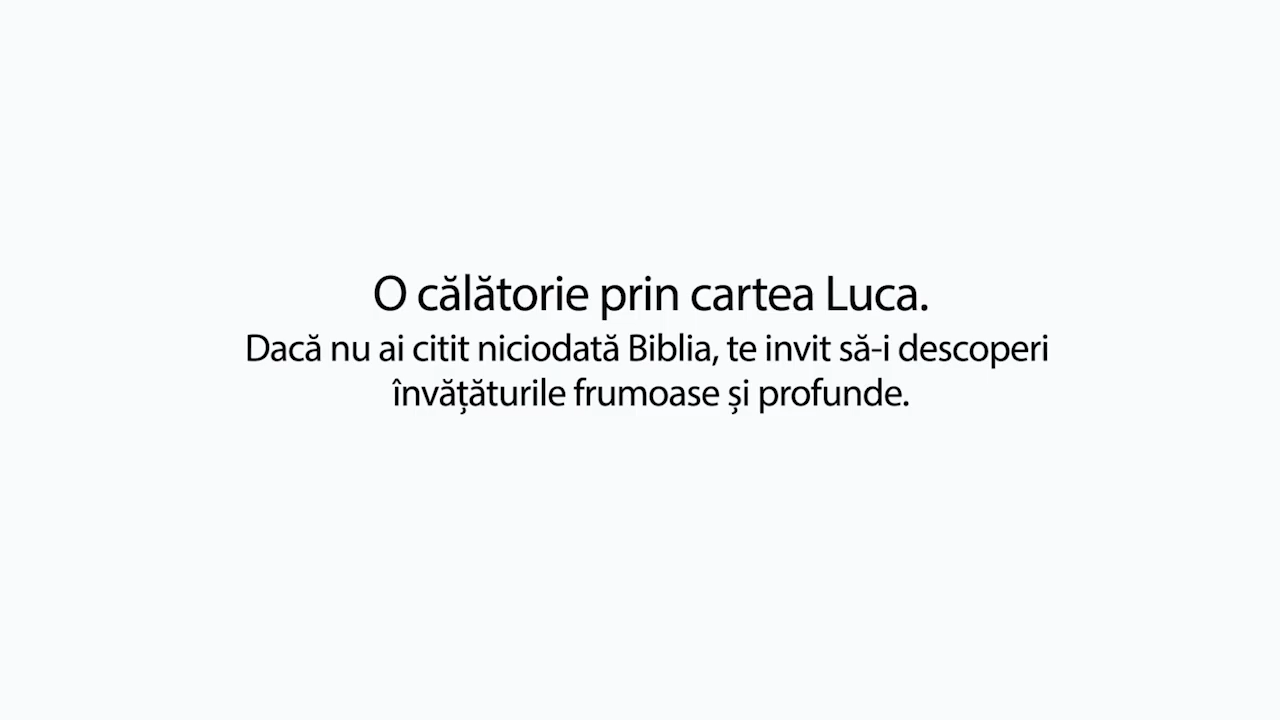 O călătorie prin cartea Luca.
Dacă nu ai citit niciodată Biblia, te invit să-i descoperi
învățăturile frumoase și profunde.